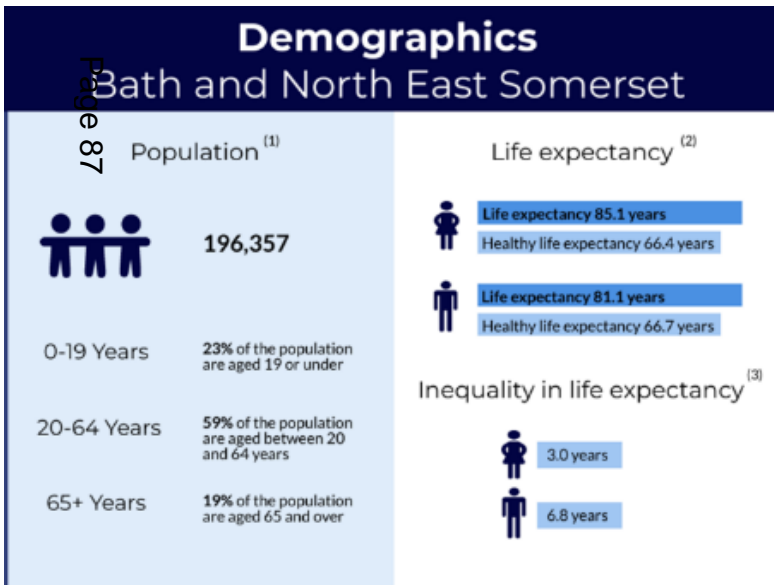 Demographics
Bath and North East Somerset
Page 87
Population (1)
196,357
0-19 Years
23% of the population
are aged 19 or under
20-64 Years
59% of the population
are aged between 20
and 64 years
65+ Years
19% of the population
are aged 65 and over
Life expectancy (2)
Life expectancy 85.1 years
Healthy life expectancy 66.4 years
Life expectancy 81.1 years
Healthy life expectancy 66.7 years
Inequality in life expectancy (3)
3.0 years
6.8 years